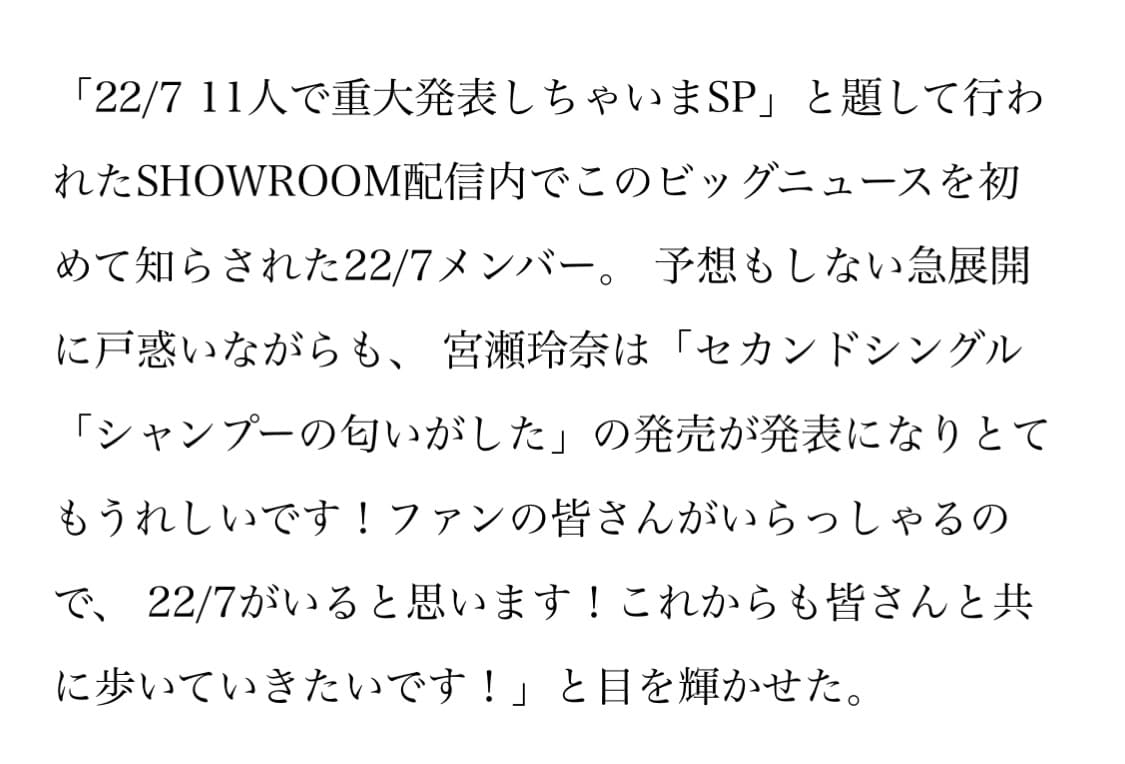 「22/7 11人で重大発表しちゃいまSP」と題して行わ
れたSHOWROOM配信内でこのビッグニュースを初
めて知らされた22/7メンバー。 予想もしない急展開
に戸惑いながらも、 宮瀬玲奈は「セカンドシングル
「シャンプーの匂いがした」の発売が発表になりとて
もうれしいです！ファンの皆さんがいらっしゃるの
で、 22/7がいると思います！これからも皆さんと共
に歩いていきたいです！」と目を輝かせた。